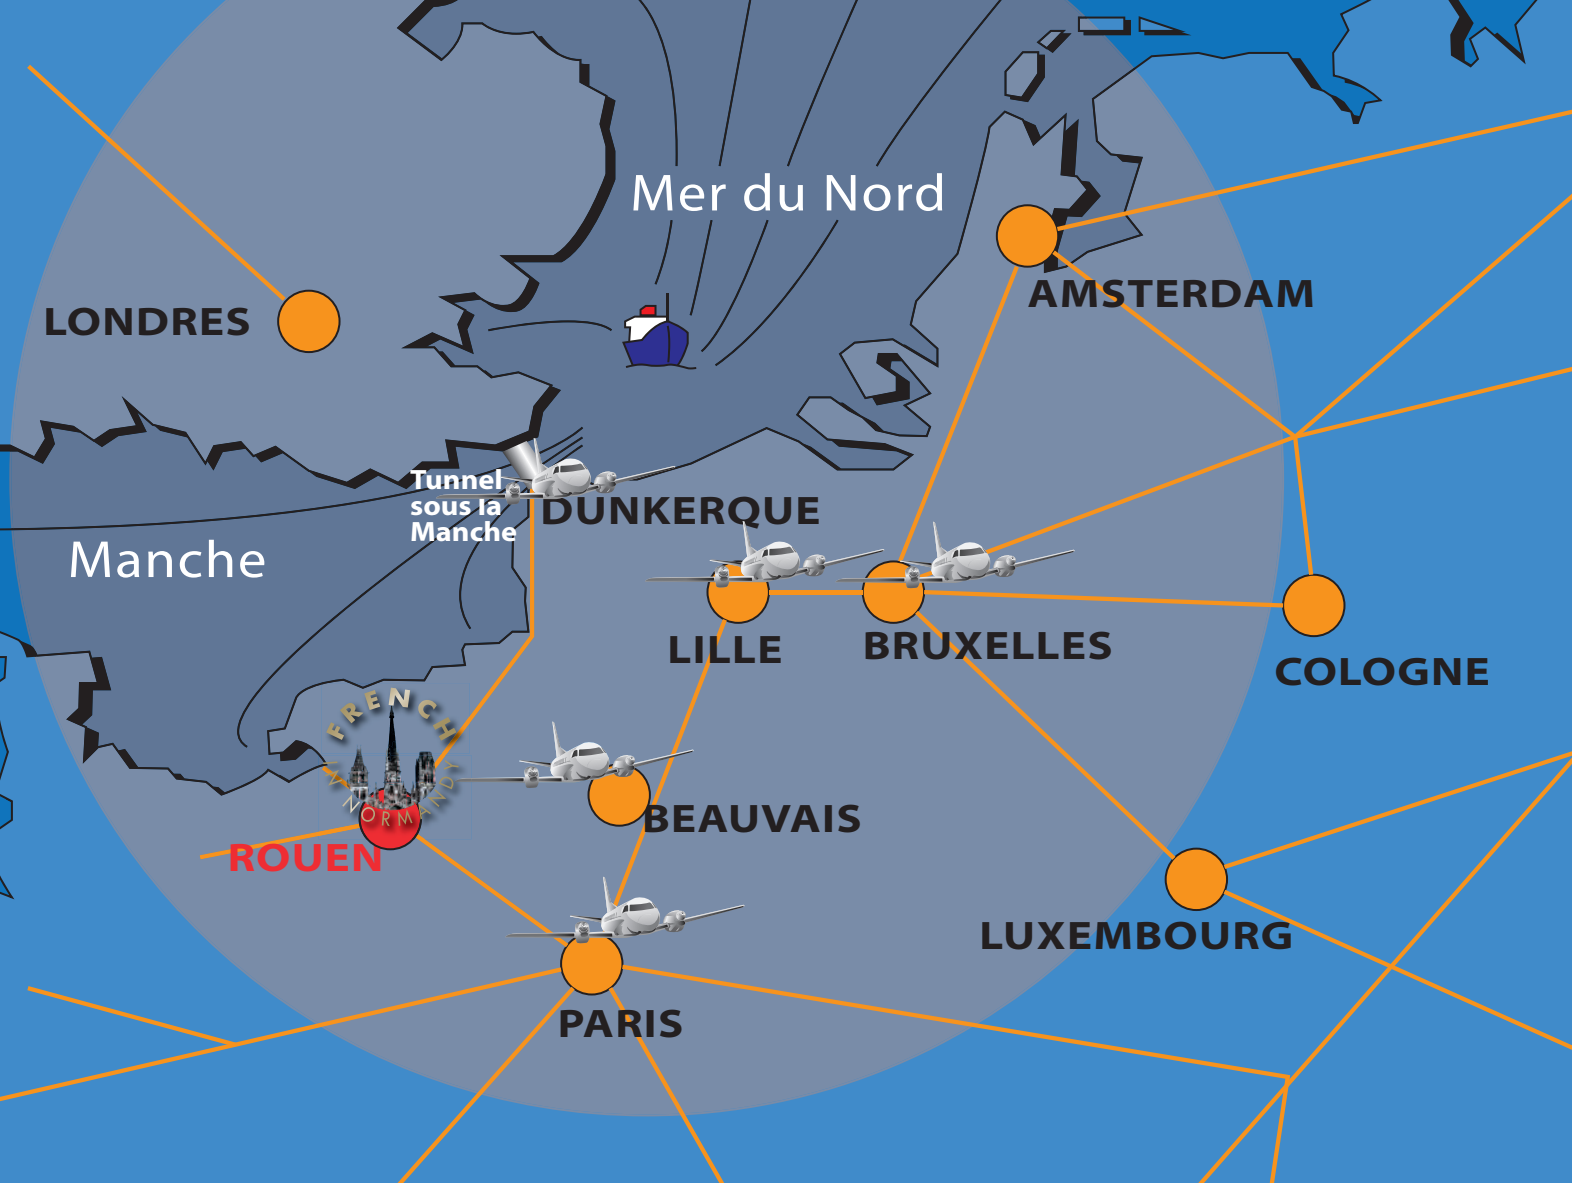 Mer du Nord
AMSTERDAM
LONDRES
Tunnel
sous la
Manche
DUNKERQUE
Manche
LILLE
BRUXELLES
COLOGNE
FRENCH
IN NORMANDY
BEAUVAIS
ROUEN
LUXEMBOURG
PARIS